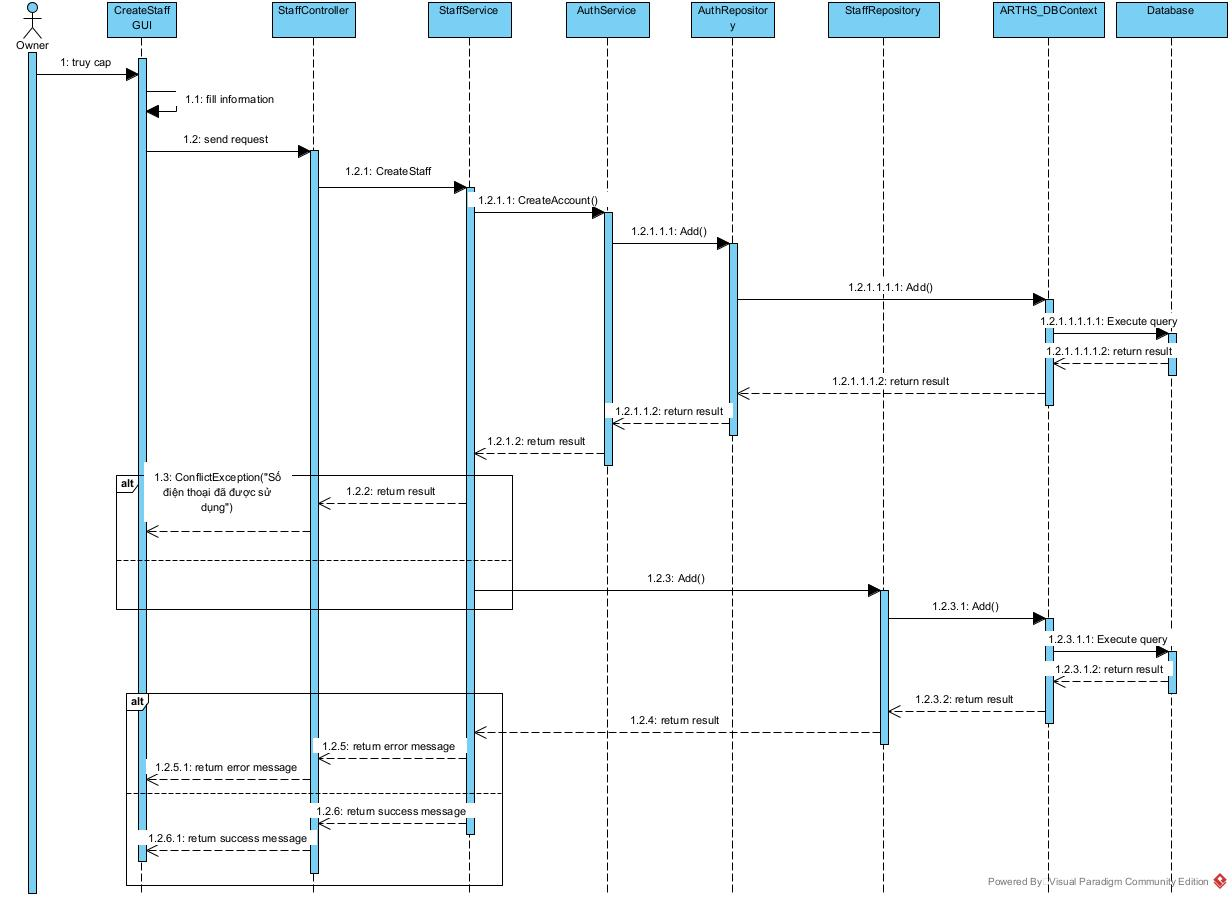 CreateStaff
GUI
StaffController
StaffService
AuthService
AuthRepositor
y
StaffRepository
ARTHS_DBContext
Database
Owner
1: truy cap
1.1: fill information
1.2: send request
1.2.1: CreateStaff
1.2.1.1: CreateAccount()
1.2.1.1.1: Add()
1.2.1.1.1.1: Add()
1.2.1.1.1.1.1: Execute query
1.2.1.1.1.1.2: return result
1.2.1.1.1.2: return result
1.2.1.1.2: return result
1.2.1.2: return result
alt
1.3: ConflictException("Số
điện thoại đã được sử
dụng")
1.2.2: return result
1.2.3: Add()
1.2.3.1: Add()
1.2.3.1.1: Execute query
1.2.3.1.2: return result
1.2.3.2: return result
alt
1.2.4: return result
1.2.5: return error message
1.2.5.1: return error message
1.2.6: return success message
1.2.6.1: return success message
Powered By Visual Paradigm Community Edition